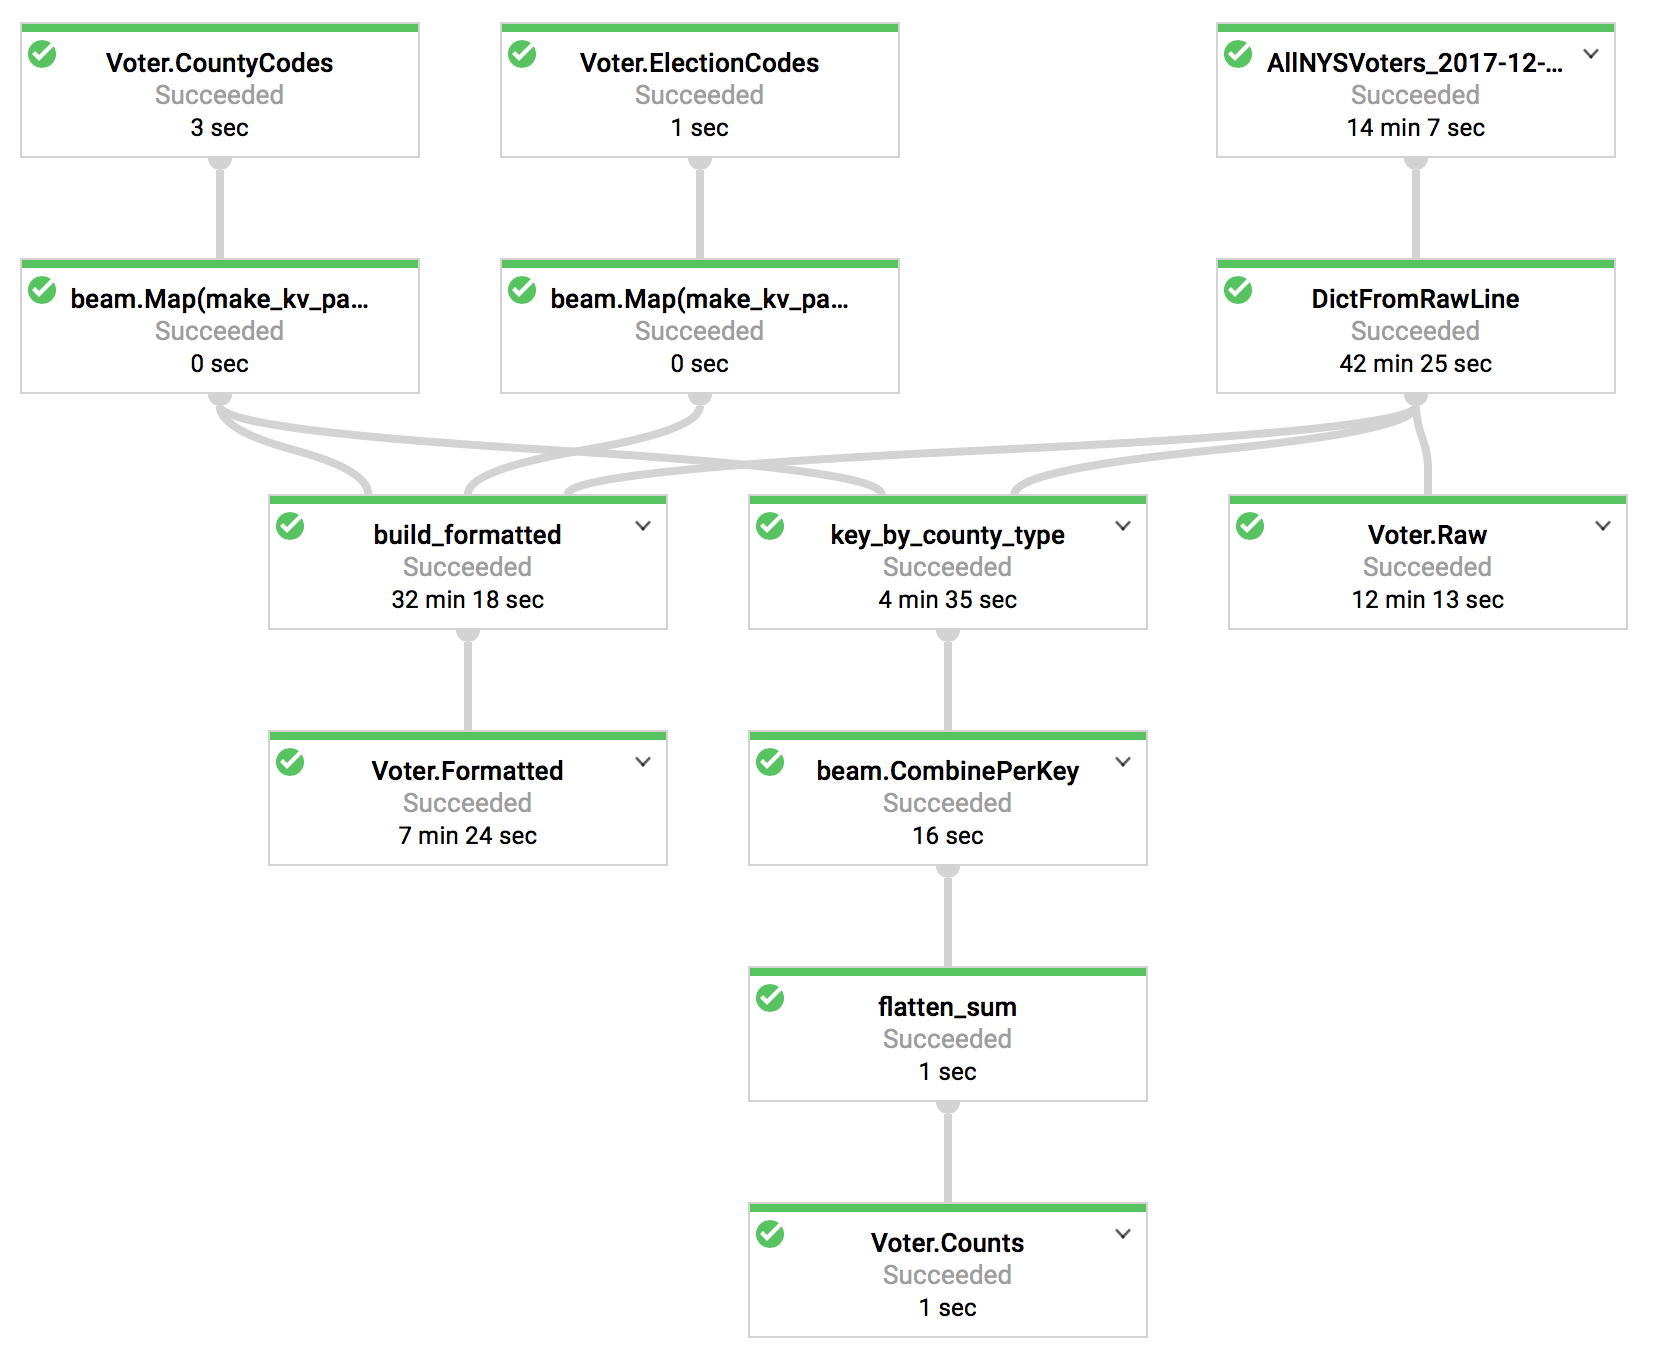 Voter.CountyCodes
Succeeded
3 sec
Voter.ElectionCodes
Succeeded
1 sec
AllNYSVoters_2017-12-...
Succeeded
14 min 7 sec
beam.Map(make_kv_pa...
Succeeded
0 sec
beam.Map(make_kv_pa...
Succeeded
0 sec
DictFromRawLine
Succeeded
42 min 25 sec
build_formatted
Succeeded
32 min 18 sec
key_by_county_type
Succeeded
4 min 35 sec
Voter.Raw
Succeeded
12 min 13 sec
Voter.Formatted
Succeeded
7 min 24 sec
beam.CombinePerKey
Succeeded
16 sec
flatten_sum
Succeeded
1 sec
Voter.Counts
Succeeded
1 sec